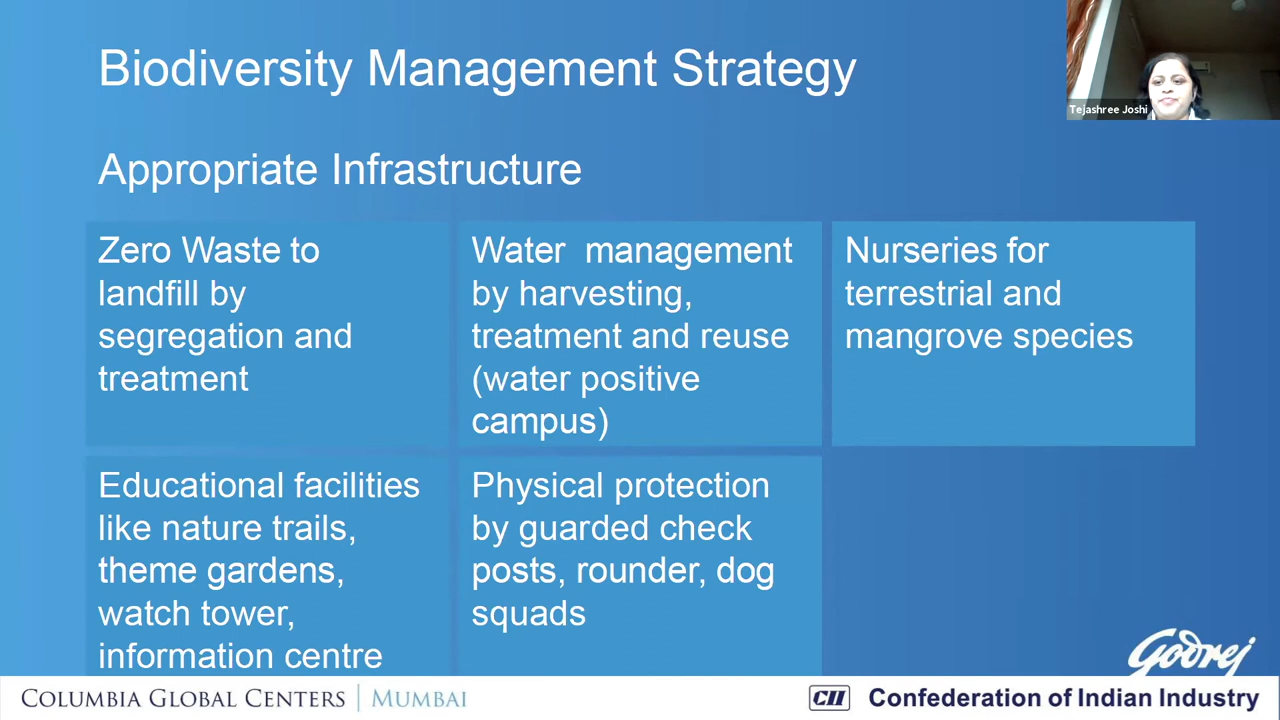 Biodiversity Management Strategy
Tejashree Joshi
Appropriate Infrastructure
Zero Waste to
landfill by
segregation and
treatment
Water management
by harvesting,
treatment and reuse
(water positive
campus)
Nurseries for
terrestrial and
mangrove species
Educational facilities
like nature trails,
theme gardens,
watch tower,
information centre
Physical protection
by guarded check
posts, rounder, dog
squads
Godrej
COLUMBIA GLOBAL CENTERS | MUMBAI
CII Confederation of Indian Industry